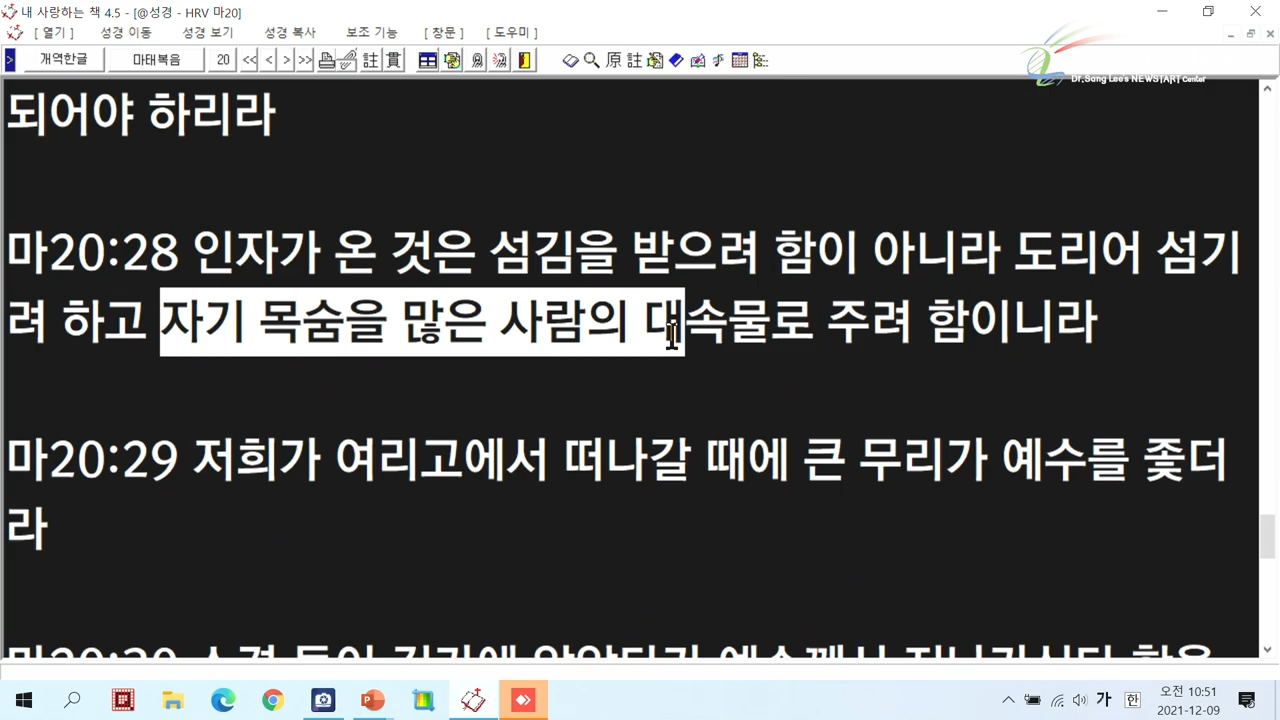 내 사랑하는 책 4.5 - [@성경 - HRV 마20]
[ 열기 ] 성경 이동 성경 보기 성경 복사 보조 기능 [ 창문 ] [ 도우미 ]
개역한글 마태복음 20 << < > >> 註 貫 原 註
Dr.Sang Lee's NEWSTART Center
되어야 하리라
마20:28 인자가 온 것은 섬김을 받으려 함이 아니라 도리어 섬기
려 하고 자기 목숨을 많은 사람의 대속물로 주려 함이니라
마20:29 저희가 여리고에서 떠나갈 때에 큰 무리가 예수를 좇더
라
가 한 오전 10:51
2021-12-09